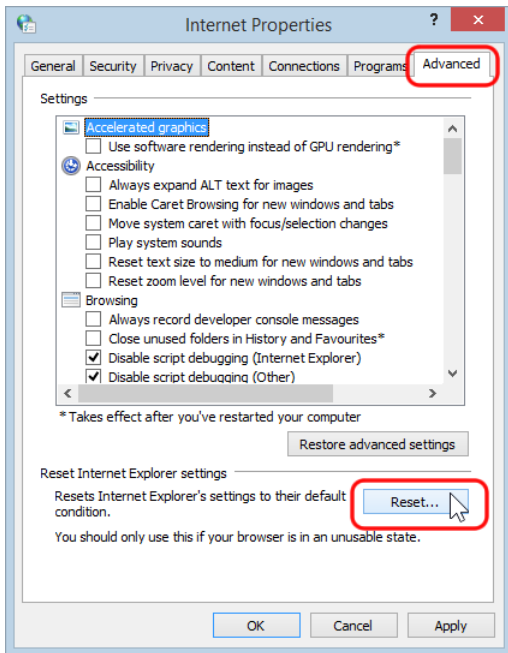 Internet Properties
? ×
General Security Privacy Content Connections Programs Advanced
Settings
Accelerated graphics
Use software rendering instead of GPU rendering*
Accessibility
Always expand ALT text for images
Enable Caret Browsing for new windows and tabs
Move system caret with focus/selection changes
Play system sounds
Reset text size to medium for new windows and tabs
Reset zoom level for new windows and tabs
Browsing
Always record developer console messages
Close unused folders in History and Favourites*
Disable script debugging (Internet Explorer)
Disable script debugging (Other)
*Takes effect after you've restarted your computer
Restore advanced settings
Reset Internet Explorer settings
Resets Internet Explorer's settings to their default
condition.
Reset...
You should only use this if your browser is in an unusable state.
OK Cancel Apply